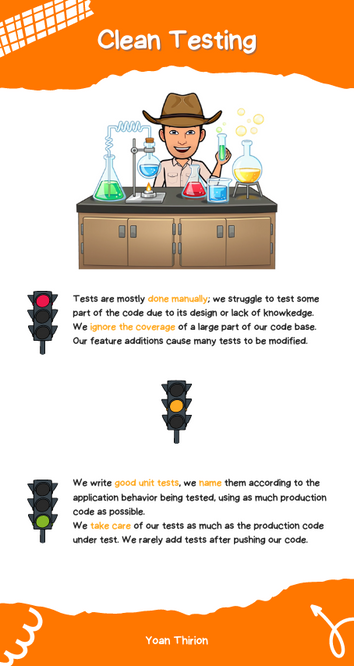 Clean Testing
Tests are mostly done manually; we struggle to test some
part of the code due to its design or lack of knowkedge.
We ignore the coverage of a large part of our code base.
Our feature additions cause many tests to be modified.
We write good unit tests, we name them according to the
application behavior being tested, using as much production
code as possible.
We take care of our tests as much as the production code
under test. We rarely add tests after pushing our code.
Yoan Thirion